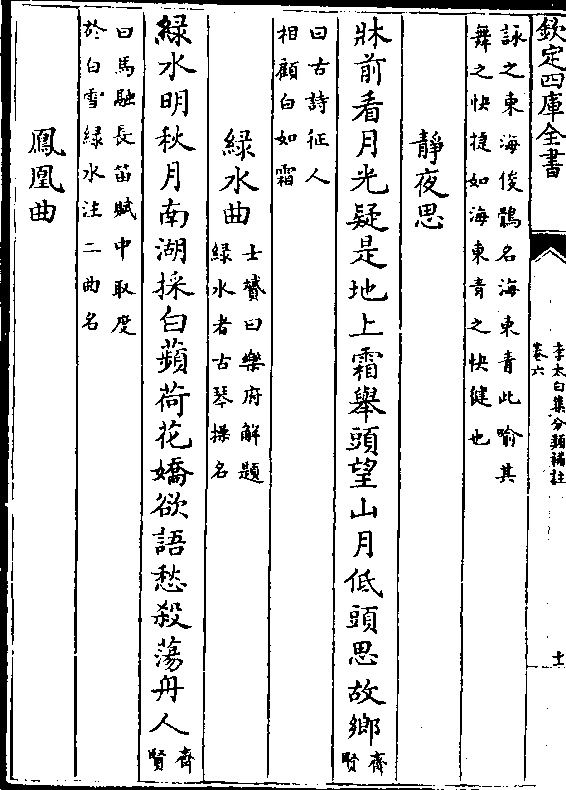 欽定四庫全書
李太白集分類補註
卷六
十
詠之東海俊鶻名海東青此喻其
舞之快捷如海東青之快健也
靜夜思
牀前看月光疑是地上霜舉頭望山月低頭思故鄉齊
賢
曰古詩征人
相顧白如霜
綠水曲
士贇曰樂府解題
綠水者古琴操名
綠水明秋月南湖採白蘋荷花嬌欲語愁殺蕩舟人齊
賢
曰馬融長笛賦中取度
於白雪綠水注二曲名
鳳凰曲